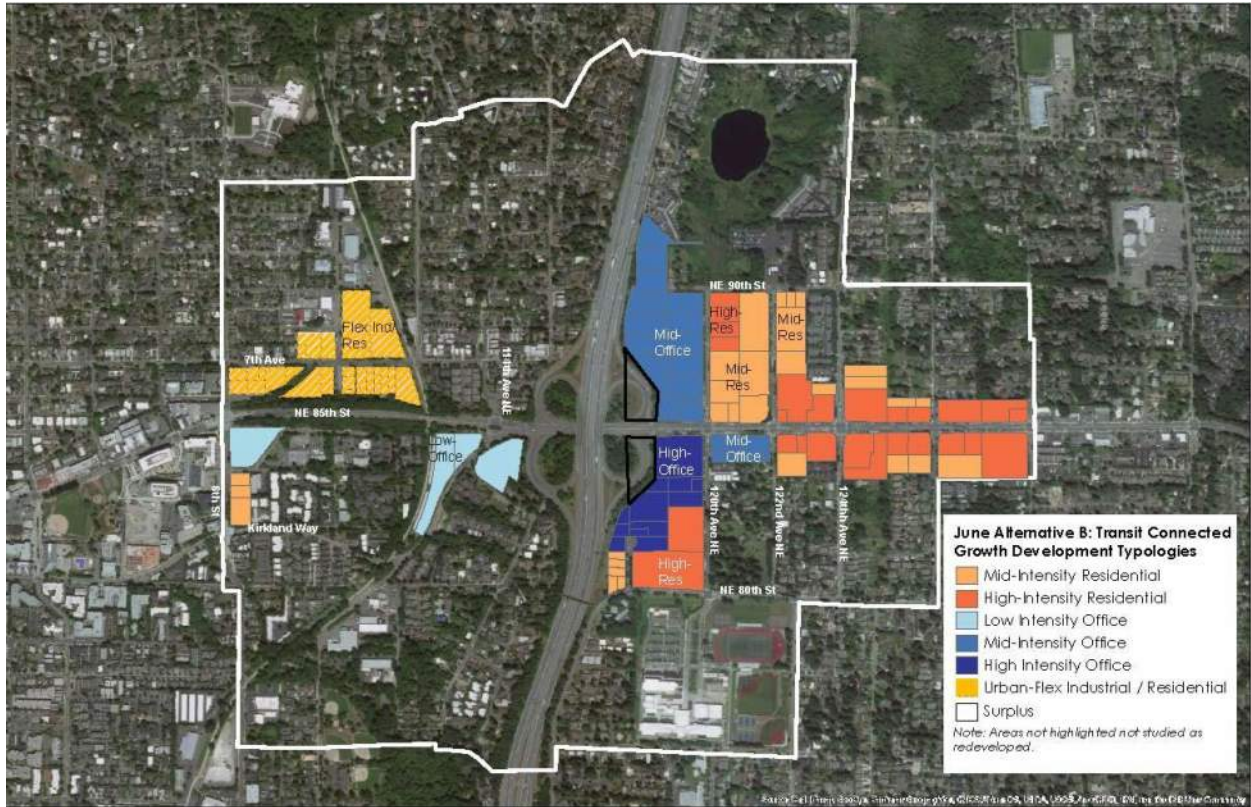 NE 90th St
High-
Res
Mid-
Res
Flex Ind/
Res
Mid-
Office
7th Ave
Mid-
Res
114th Ave NE
NE 85th St
Low-
Office
High-
Office
Mid-
Office
6th St
Kirkland Way
120th Ave NE
122nd Ave NE
124thh Ave NE
High-
Res
NE 80th St
June Alternative B: Transit Connected
Growth Development Typologies
Mid-Intensity Residential
High-Intensity Residential
Low Intensity Office
Mid-Intensity Office
High Intensity Office
Urban-Flex Industrial / Residential
Surplus
Note: Areas not highlighted not studied as
redeveloped.